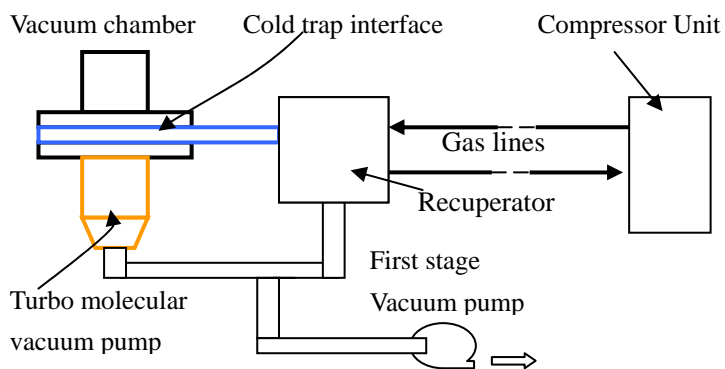 Vacuum chamber
Cold trap interface
Compressor Unit
Gas lines
Recuperator
First stage
Vacuum pump
Turbo molecular
vacuum pump